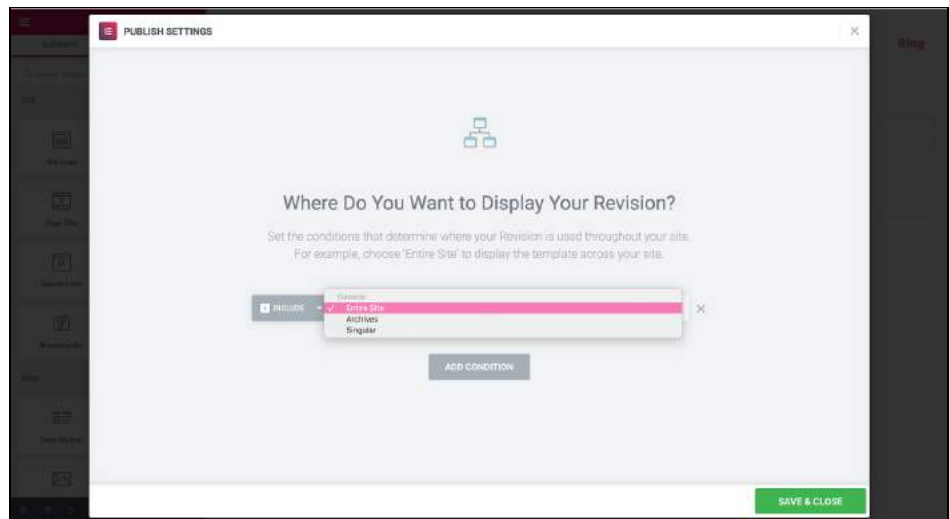 PUBLISH SETTINGS
Blog
Where Do You Want to Display Your Revision?
Set the conditions that determine where your Revision is used throughout your site.
For example, choose 'Entire Site' to display the template across your site.
INCLUDE
General
✓ Entire Site
Archives
Singular
ADD CONDITION
SAVE & CLOSE